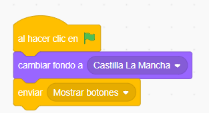 al hacer clic en
cambiar fondo a Castilla La Mancha
enviar Mostrar botones